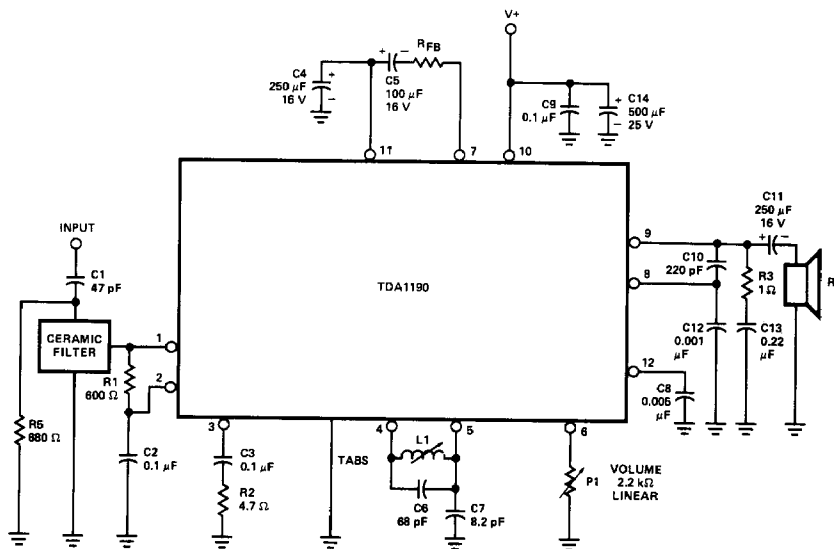 V+
C4
250 μF
16 V
+
−
+ −
C5
100 μF
16 V
RFB
C9
0.1 μF
+
−
C14
500 μF
25 V
11
7
10
INPUT
C1
47 pF
CERAMIC
FILTER
R5
680 Ω
R1
600 Ω
C2
0.1 μF
1
2
TDA1190
9
8
12
C11
250 μF
16 V
+ −
C10
220 pF
R3
1 Ω
R
C12
0.001
μF
C13
0.22
μF
C8
0.005
μF
3
TABS
4
5
6
C3
0.1 μF
R2
4.7 Ω
L1
C6
68 pF
C7
8.2 pF
P1
VOLUME
2.2 kΩ
LINEAR